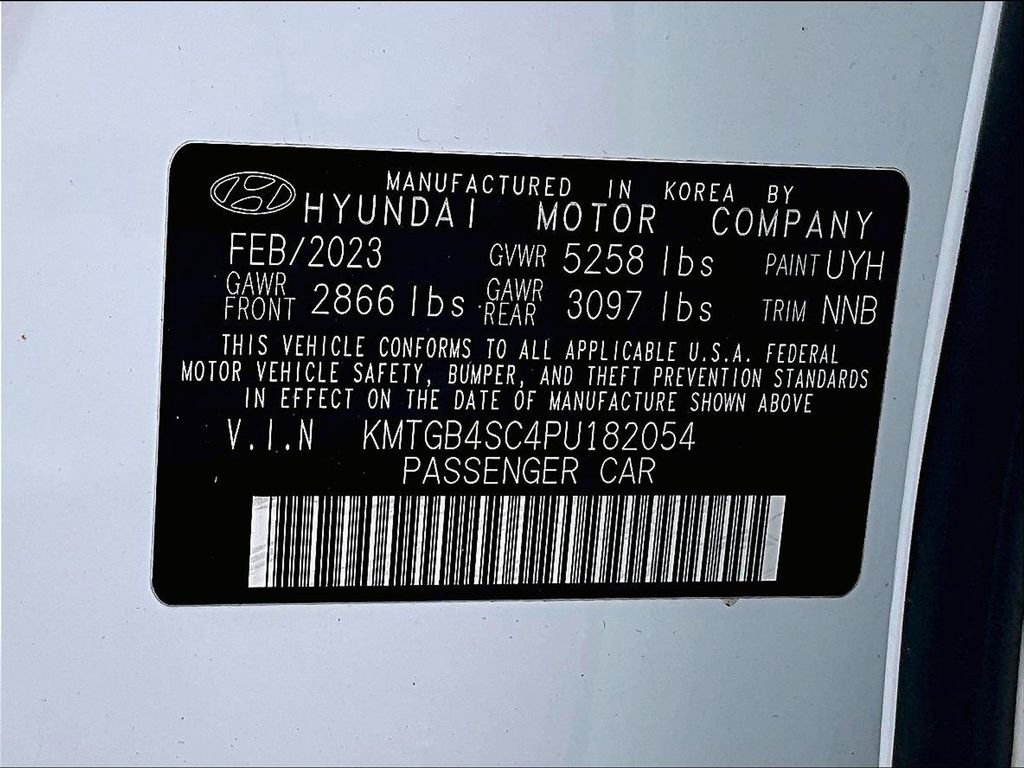 MANUFACTURED IN KOREA BY
HYUNDAI MOTOR COMPANY
FEB/2023 GVWR 5258 lbs PAINT UYH
GAWR FRONT 2866 lbs GAWR REAR 3097 lbs TRIM NNB
THIS VEHICLE CONFORMS TO ALL APPLICABLE U.S.A. FEDERAL
MOTOR VEHICLE SAFETY, BUMPER, AND THEFT PREVENTION STANDARDS
IN EFFECT ON THE DATE OF MANUFACTURE SHOWN ABOVE
V.I.N KMTGB4SC4PU182054
PASSENGER CAR